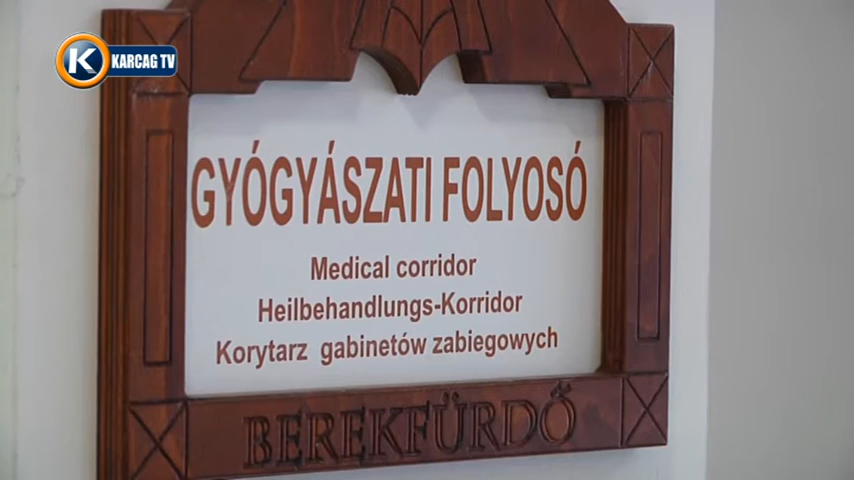 K KARCAG TV
GYÓGYÁSZATI FOLYOSÓ
Medical corridor
Heilbehandlungs-Korridor
Korytarz gabinetów zabiegowych
BEREKFÜRDŐ